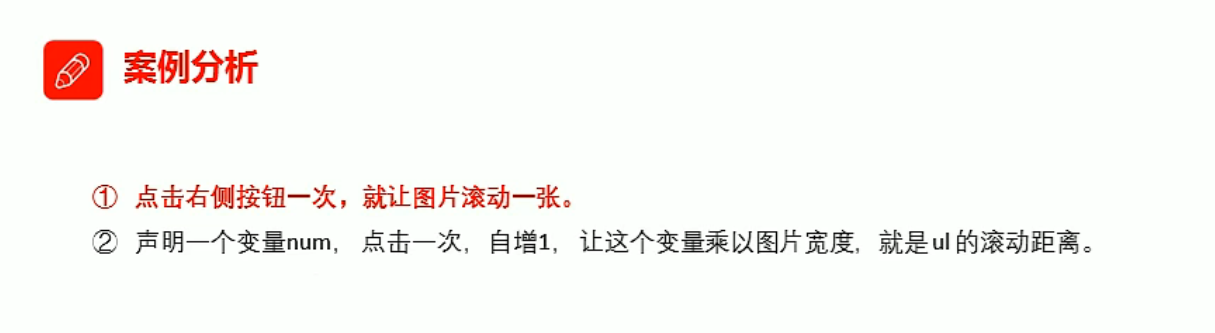 案例分析
① 点击右侧按钮一次，就让图片滚动一张。
② 声明一个变量num， 点击一次，自增1， 让这个变量乘以图片宽度，就是ul 的滚动距离。